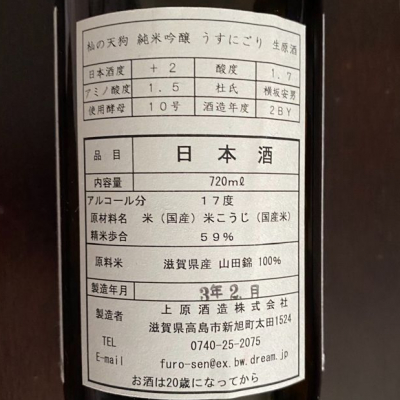 杣の天狗 純米吟醸 うすにごり 生原酒
日本酒度 +2 酸度 1.7
アミノ酸度 1.5 杜氏 横坂安男
使用酵母 10号 酒造年度 2BY
品目 日本酒
内容量 720ml
アルコール分 17度
原材料名 米(国産)米こうじ(国産米)
精米歩合 59%
原料米 滋賀県産 山田錦 100%
製造年月 3年2月
製造者 上原酒造株式会社
滋賀県高島市新旭町太田1524
TEL 0740-25-2075
E-mail furo-sen@ex.bw.dream.jp
お酒は20歳になってから